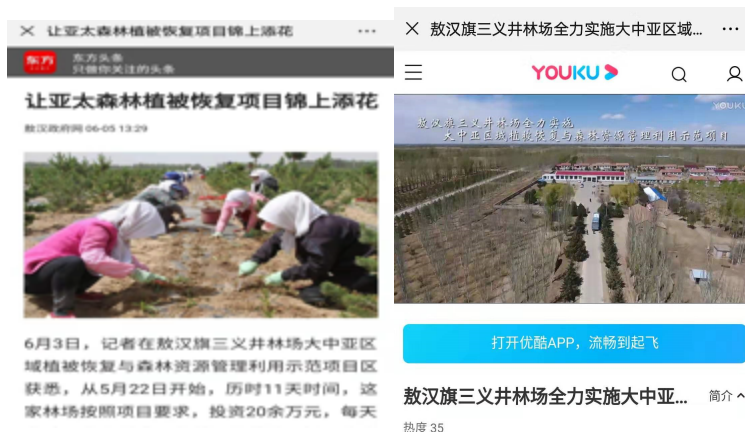 让亚太森林植被恢复项目锦上添花
东方
东方头条
只做你关注的头条
让亚太森林植被恢复项目锦上添花
敖汉政府网 06-05 13:29
6月3日，记者在敖汉旗三义井林场大中亚区
域植被恢复与森林资源管理利用示范项目区
获悉，从5月22日开始，历时11天时间，这
家林场按照项目要求，投资20余万元，每天
敖汉旗三义井林场全力实施大中亚区域...
YOUKU
YOUKU
敖汉旗三义井林场全力实施
大中亚区域植被恢复与森林资源管理利用示范项目
打开优酷APP，流畅到起飞
敖汉旗三义井林场全力实施大中亚... 简介
热度 35